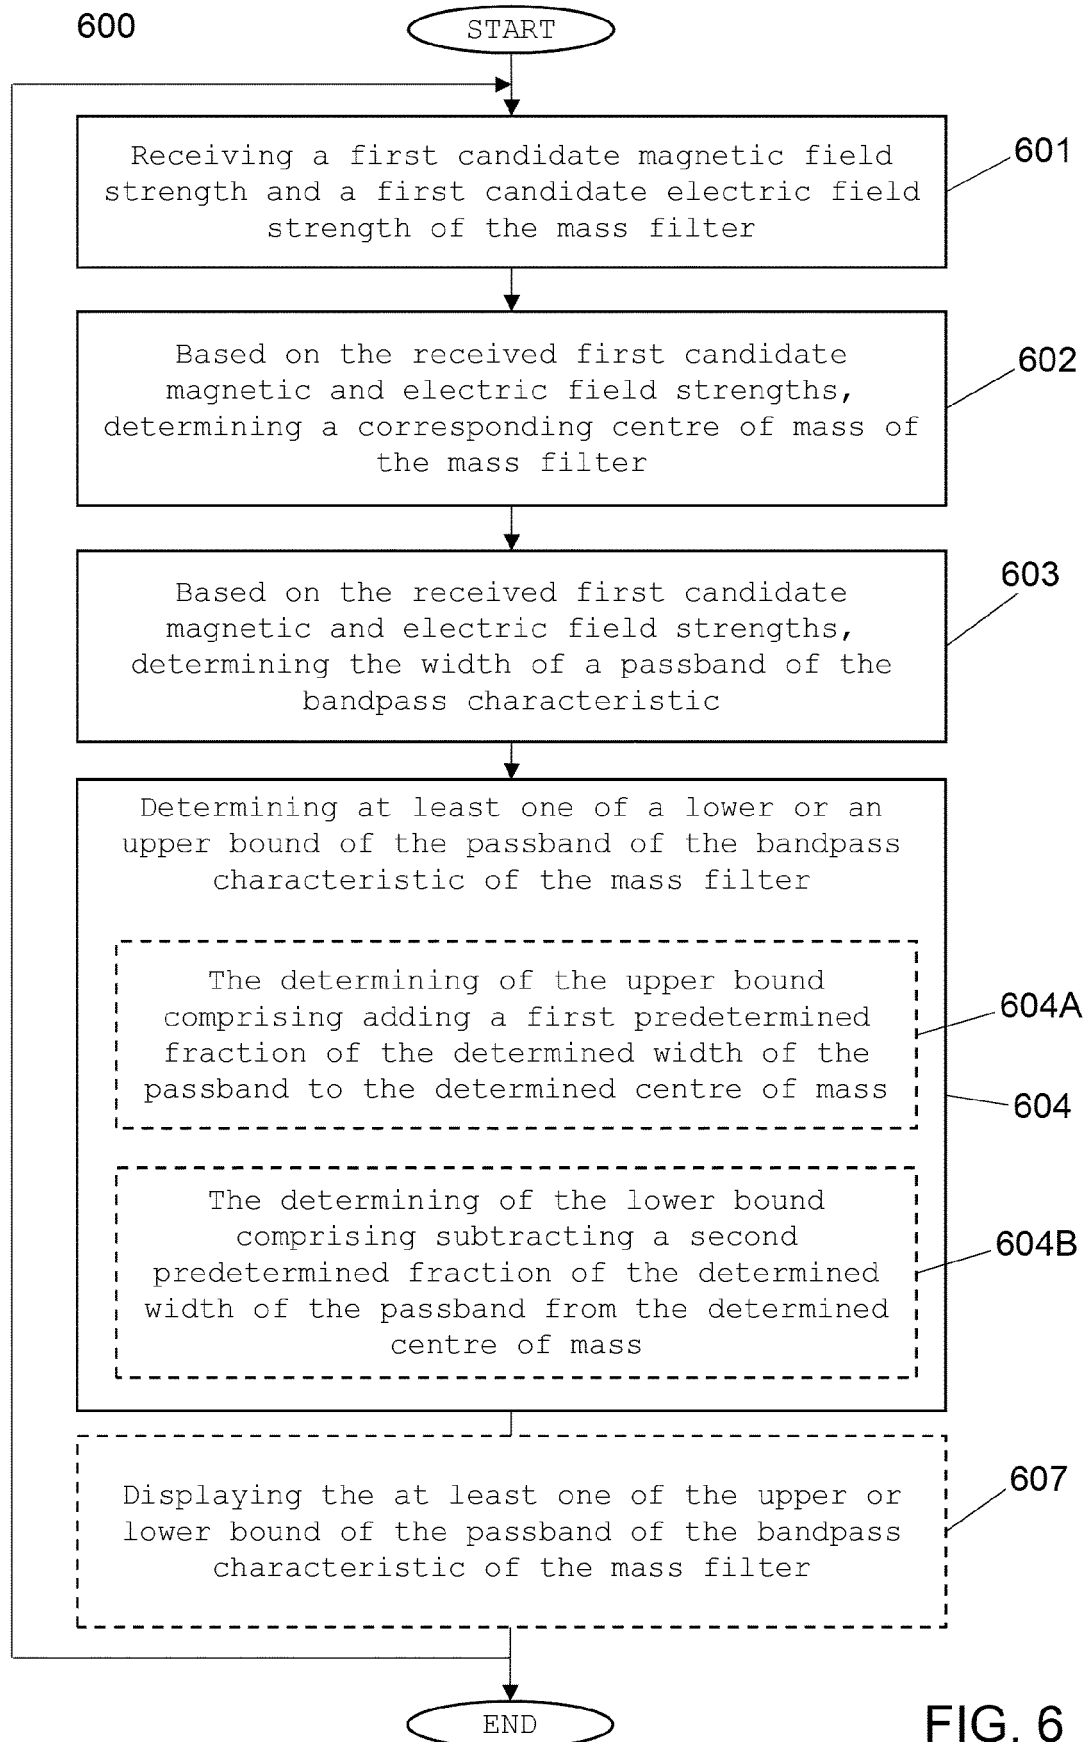 600
START
Receiving a first candidate magnetic field
strength and a first candidate electric field
strength of the mass filter
601
Based on the received first candidate
magnetic and electric field strengths,
determining a corresponding centre of mass of
the mass filter
602
Based on the received first candidate
magnetic and electric field strengths,
determining the width of a passband of the
bandpass characteristic
603
Determining at least one of a lower or an
upper bound of the passband of the bandpass
characteristic of the mass filter
The determining of the upper bound
comprising adding a first predetermined
fraction of the determined width of the
passband to the determined centre of mass
604A
604
The determining of the lower bound
comprising subtracting a second
predetermined fraction of the determined
width of the passband from the determined
centre of mass
604B
Displaying the at least one of the upper or
lower bound of the passband of the bandpass
characteristic of the mass filter
607
END
FIG. 6